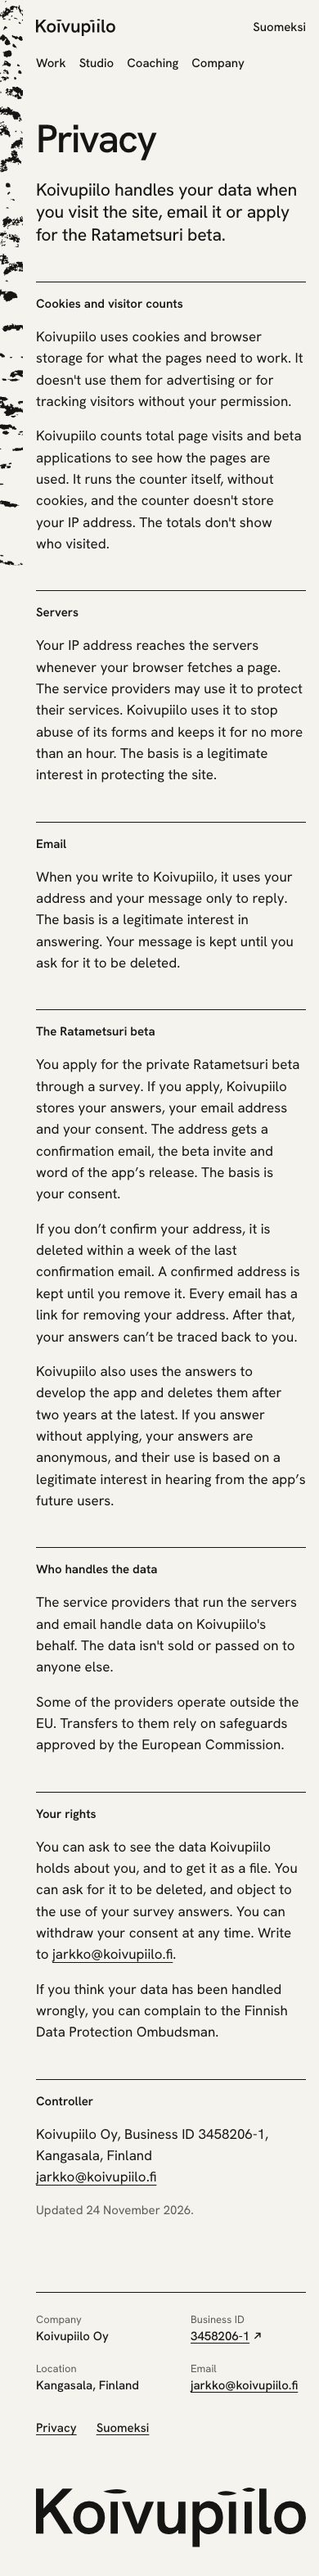 Koivupiilo
Suomeksi
Work Studio Coaching Company
Privacy
Koivupiilo handles your data when
you visit the site, email it or apply
for the Ratametsuri beta.
Cookies and visitor counts
Koivupiilo uses cookies and browser
storage for what the pages need to work. It
doesn't use them for advertising or for
tracking visitors without your permission.
Koivupiilo counts total page visits and beta
applications to see how the pages are
used. It runs the counter itself, without
cookies, and the counter doesn't store
your IP address. The totals don't show
who visited.
Servers
Your IP address reaches the servers
whenever your browser fetches a page.
The service providers may use it to protect
their services. Koivupiilo uses it to stop
abuse of its forms and keeps it for no more
than an hour. The basis is a legitimate
interest in protecting the site.
Email
When you write to Koivupiilo, it uses your
address and your message only to reply.
The basis is a legitimate interest in
answering. Your message is kept until you
ask for it to be deleted.
The Ratametsuri beta
You apply for the private Ratametsuri beta
through a survey. If you apply, Koivupiilo
stores your answers, your email address
and your consent. The address gets a
confirmation email, the beta invite and
word of the app’s release. The basis is
your consent.
If you don’t confirm your address, it is
deleted within a week of the last
confirmation email. A confirmed address is
kept until you remove it. Every email has a
link for removing your address. After that,
your answers can’t be traced back to you.
Koivupiilo also uses the answers to
develop the app and deletes them after
two years at the latest. If you answer
without applying, your answers are
anonymous, and their use is based on a
legitimate interest in hearing from the app’s
future users.
Who handles the data
The service providers that run the servers
and email handle data on Koivupiilo's
behalf. The data isn't sold or passed on to
anyone else.
Some of the providers operate outside the
EU. Transfers to them rely on safeguards
approved by the European Commission.
Your rights
You can ask to see the data Koivupiilo
holds about you, and to get it as a file. You
can ask for it to be deleted, and object to
the use of your survey answers. You can
withdraw your consent at any time. Write
to jarkko@koivupiilo.fi.
If you think your data has been handled
wrongly, you can complain to the Finnish
Data Protection Ombudsman.
Controller
Koivupiilo Oy, Business ID 3458206-1,
Kangasala, Finland
jarkko@koivupiilo.fi
Updated 24 November 2026.
Company
Koivupiilo Oy
Business ID
3458206-1 ↗
Location
Kangasala, Finland
Email
jarkko@koivupiilo.fi
Privacy Suomeksi
Koivupiilo